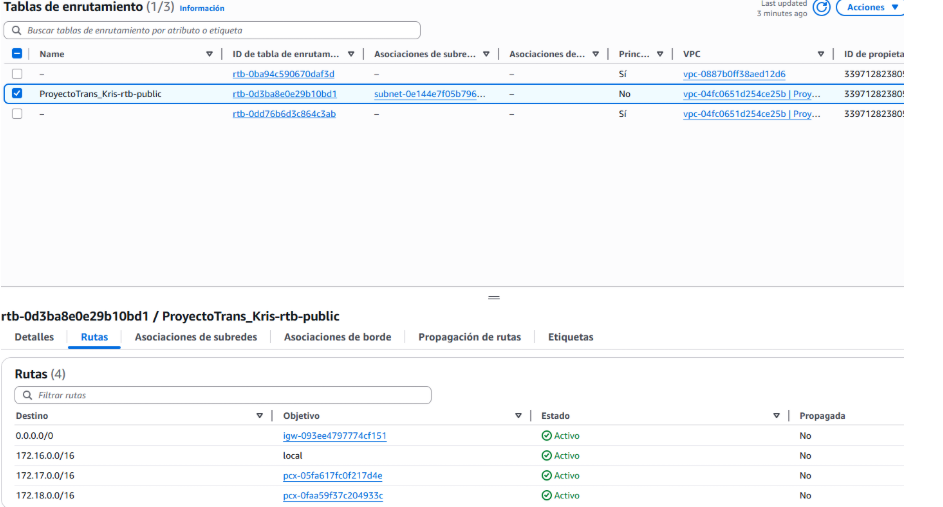 Tablas de enrutamiento (1/3) Información
Last updated
3 minutes ago
Acciones
Buscar tablas de enrutamiento por atributo o etiqueta
Name ID de tabla de enrutam... Asociaciones de subre... Asociaciones de... Princ... VPC ID de propieta
– rtb-0ba94c590670daf3d – – Sí vpc-0887b0ff38aed12d6 339712823805
ProyectoTrans_Kris-rtb-public rtb-0d3ba8e0e29b10bd1 subnet-0e144e7f05b796... – No vpc-04fc0651d254ce25b | Proy... 339712823805
– rtb-0dd76b6d3c864c3ab – – Sí vpc-04fc0651d254ce25b | Proy... 339712823805
rtb-0d3ba8e0e29b10bd1 / ProyectoTrans_Kris-rtb-public
Detalles Rutas Asociaciones de subredes Asociaciones de borde Propagación de rutas Etiquetas
Rutas (4)
Filtrar rutas
Destino Objetivo Estado Propagada
0.0.0.0/0 igw-093ee4797774cf151 Activo No
172.16.0.0/16 local Activo No
172.17.0.0/16 pcx-05fa617fc0f217d4e Activo No
172.18.0.0/16 pcx-0faa59f37c204933c Activo No